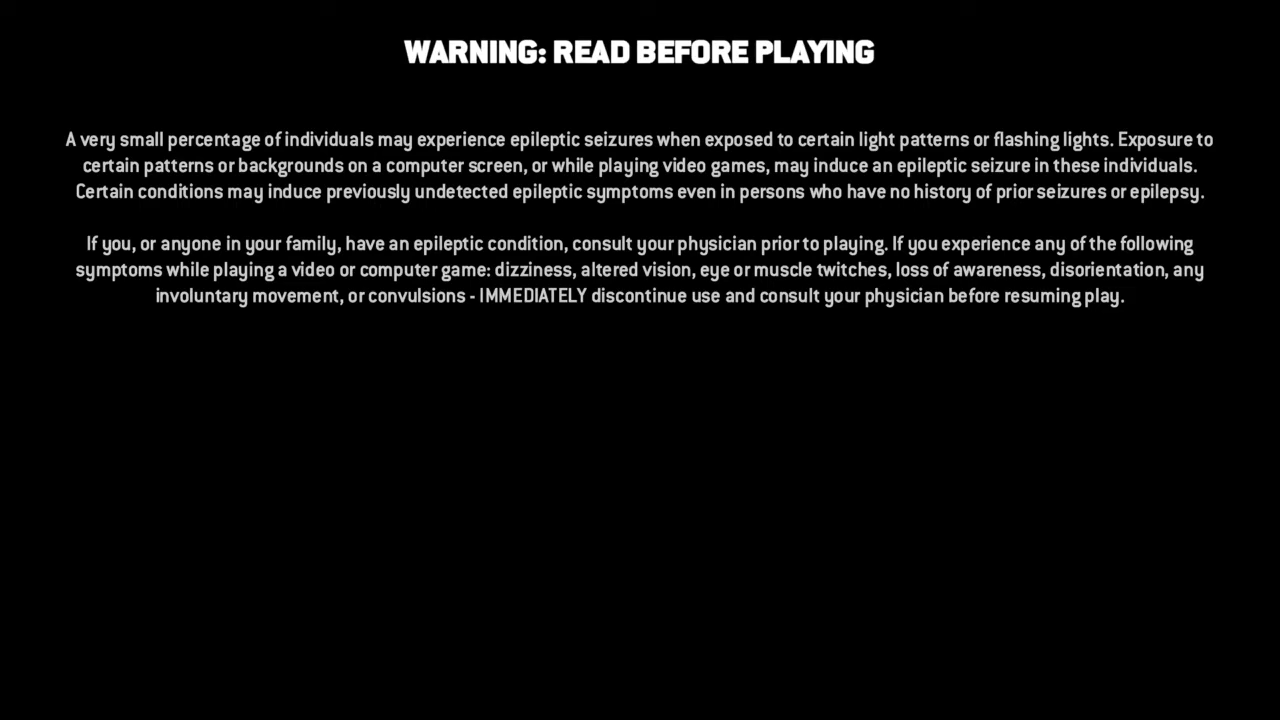 WARNING: READ BEFORE PLAYING
A very small percentage of individuals may experience epileptic seizures when exposed to certain light patterns or flashing lights. Exposure to
certain patterns or backgrounds on a computer screen, or while playing video games, may induce an epileptic seizure in these individuals.
Certain conditions may induce previously undetected epileptic symptoms even in persons who have no history of prior seizures or epilepsy.
If you, or anyone in your family, have an epileptic condition, consult your physician prior to playing. If you experience any of the following
symptoms while playing a video or computer game: dizziness, altered vision, eye or muscle twitches, loss of awareness, disorientation, any
involuntary movement, or convulsions - IMMEDIATELY discontinue use and consult your physician before resuming play.